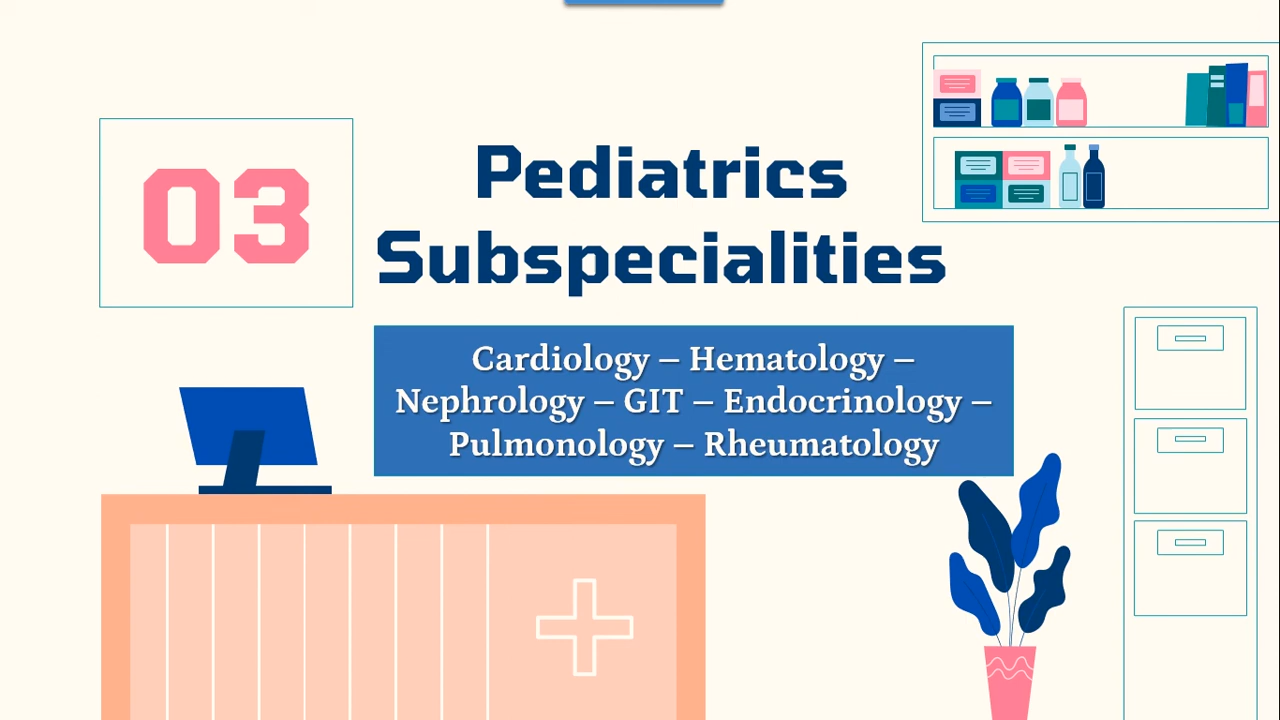 03
Pediatrics
Subspecialities
Cardiology – Hematology –
Nephrology – GIT – Endocrinology –
Pulmonology – Rheumatology